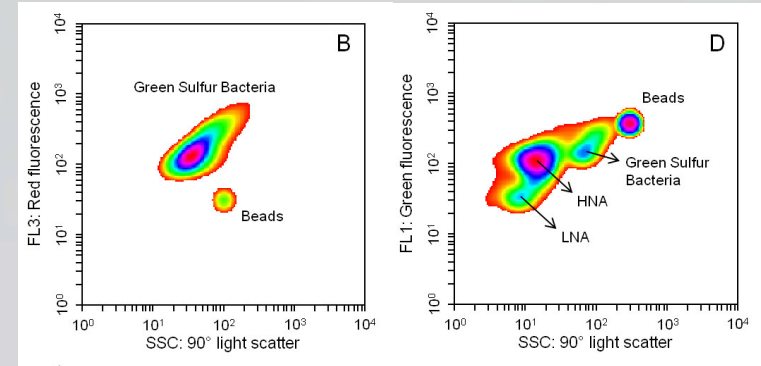 B
Green Sulfur Bacteria
Beads
FL3: Red fluorescence
10⁴
10³
10²
10¹
10⁰
10⁰ 10¹ 10² 10³ 10⁴
SSC: 90° light scatter
D
Beads
Green Sulfur
Bacteria
HNA
LNA
FL1: Green fluorescence
10⁴
10³
10²
10¹
10⁰
10⁰ 10¹ 10² 10³ 10⁴
SSC: 90° light scatter